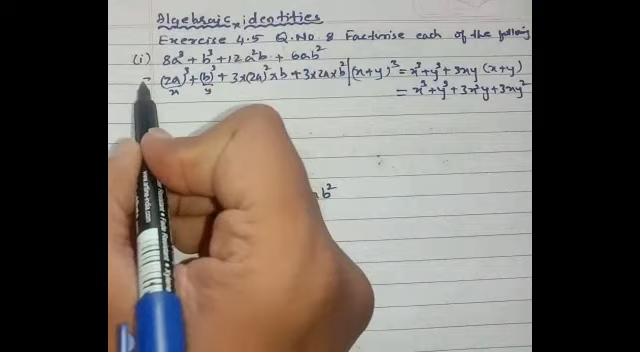 Algebraic identities
Exercise 4.5 Q.No 8 Factorise each of the following
(i) 8a³ + b³ + 12a²b + 6ab²
= (2a)³ + (b)³ + 3×(2a)²×b + 3×2a×b² | (x+y)³ = x³+y³+3xy(x+y)
x y = x³+y³+3x²y+3xy²
b²